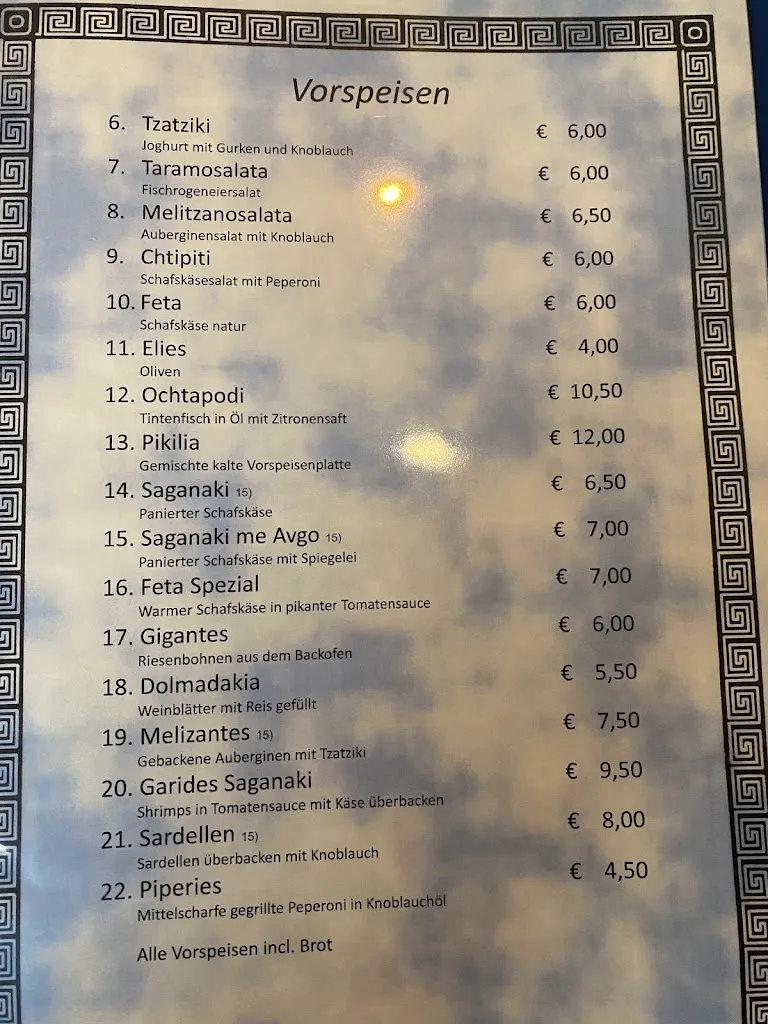 Vorspeisen
6. Tzatziki € 6,00
Joghurt mit Gurken und Knoblauch
7. Taramosalata € 6,00
Fischrogeneiersalat
8. Melitzanosalata € 6,50
Auberginensalat mit Knoblauch
9. Chtipiti € 6,00
Schafskäsesalat mit Peperoni
10. Feta € 6,00
Schafskäse natur
11. Elies € 4,00
Oliven
12. Ochtapodi € 10,50
Tintenfisch in Öl mit Zitronensaft
13. Pikilia € 12,00
Gemischte kalte Vorspeisenplatte
14. Saganaki 15) € 6,50
Panierter Schafskäse
15. Saganaki me Avgo 15) € 7,00
Panierter Schafskäse mit Spiegelei
16. Feta Spezial € 7,00
Warmer Schafskäse in pikanter Tomatensauce
17. Gigantes € 6,00
Riesenbohnen aus dem Backofen
18. Dolmadakia € 5,50
Weinblätter mit Reis gefüllt
19. Melizantes 15) € 7,50
Gebackene Auberginen mit Tzatziki
20. Garides Saganaki € 9,50
Shrimps in Tomatensauce mit Käse überbacken
21. Sardellen 15) € 8,00
Sardellen überbacken mit Knoblauch
22. Piperies € 4,50
Mittelscharfe gegrillte Peperoni in Knoblauchöl
Alle Vorspeisen incl. Brot